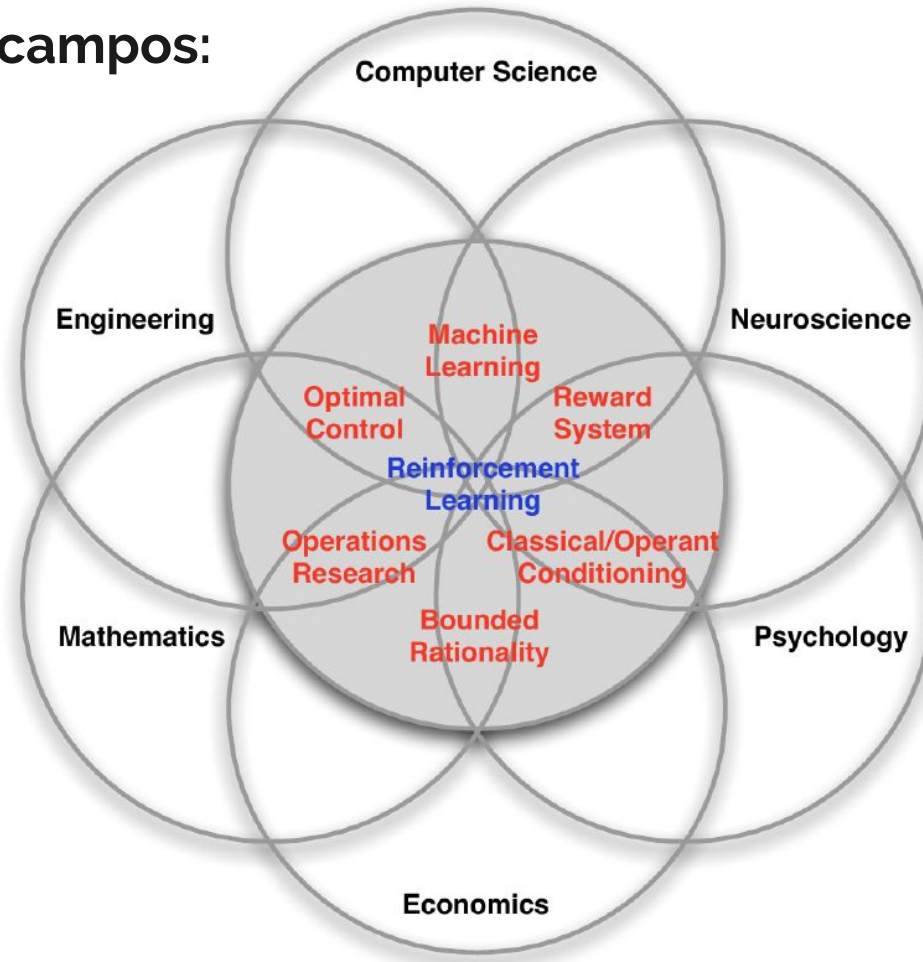 campos:
Computer Science
Engineering
Neuroscience
Machine
Learning
Optimal
Control
Reward
System
Reinforcement
Learning
Operations
Research
Classical/Operant
Conditioning
Bounded
Rationality
Mathematics
Psychology
Economics